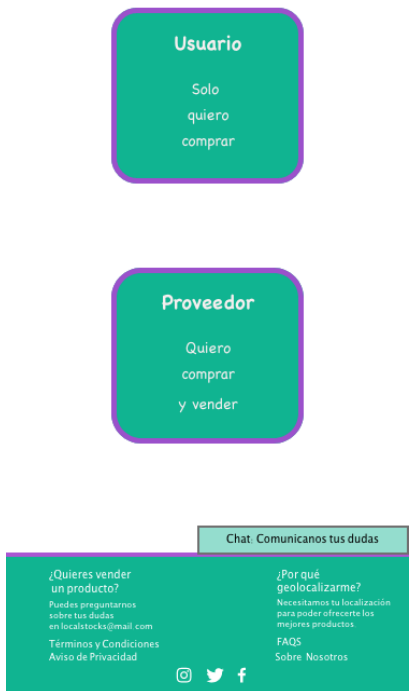 Usuario
Solo
quiero
comprar
Proveedor
Quiero
comprar
y vender
Chat: Comunicanos tus dudas
¿Quieres vender
un producto?
Puedes preguntarnos
sobre tus dudas
en localstocks@mail.com
Términos y Condiciones
Aviso de Privacidad
¿Por qué
geolocalizarme?
Necesitamos tu localización
para poder ofrecerte los
mejores productos.
FAQS
Sobre Nosotros